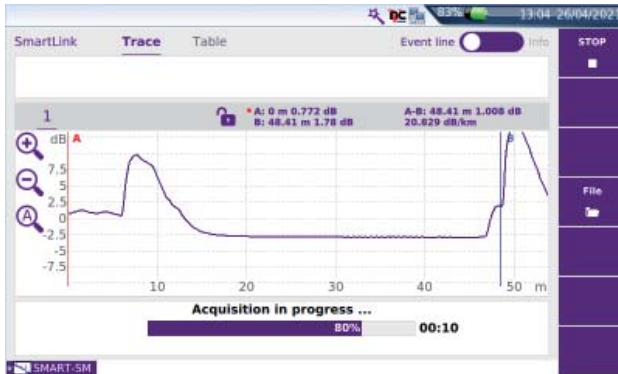 DC 83% 13:04 26/04/2021
SmartLink Trace Table Event line Info STOP
1 *A: 0 m 0.772 dB A-B: 48.41 m 1.008 dB
B: 48.41 m 1.78 dB 20.829 dB/km
dB A B
7.5
5
2.5
0
-2.5
-5
-7.5
A
10 20 30 40 50 m
File
Acquisition in progress ...
80% 00:10
SMART-SM